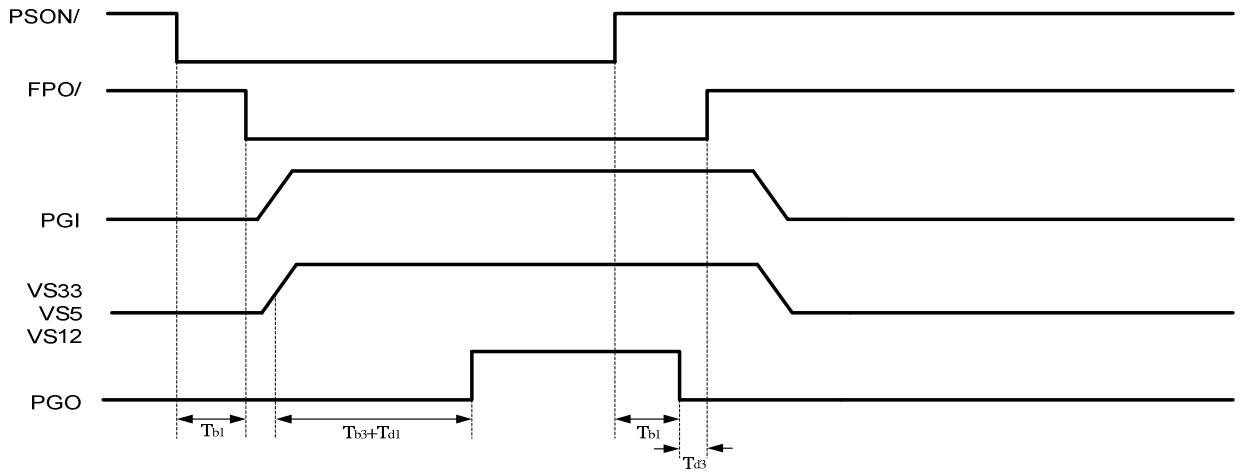 PSON/
FPO/
PGI
VS33
VS5
VS12
PGO
Tb1
Tb3+Td1
Tb1
Td3